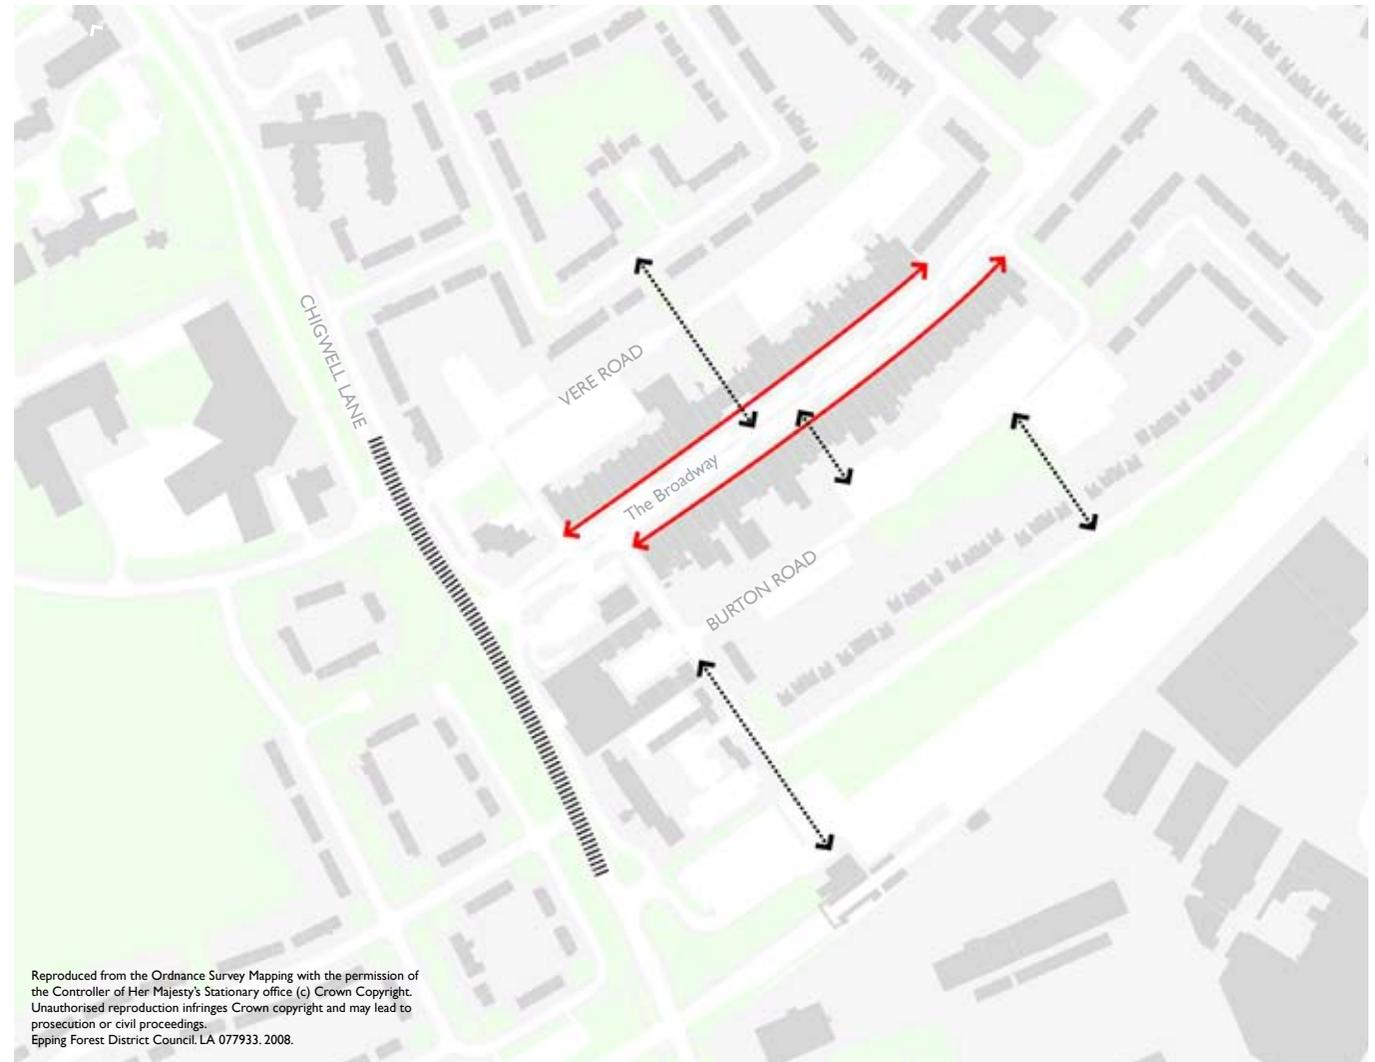 CHIGWELL LANE
VERE ROAD
The Broadway
BURTON ROAD
Reproduced from the Ordnance Survey Mapping with the permission of
the Controller of Her Majesty's Stationary office (c) Crown Copyright.
Unauthorised reproduction infringes Crown copyright and may lead to
prosecution or civil proceedings.
Epping Forest District Council. LA 077933. 2008.